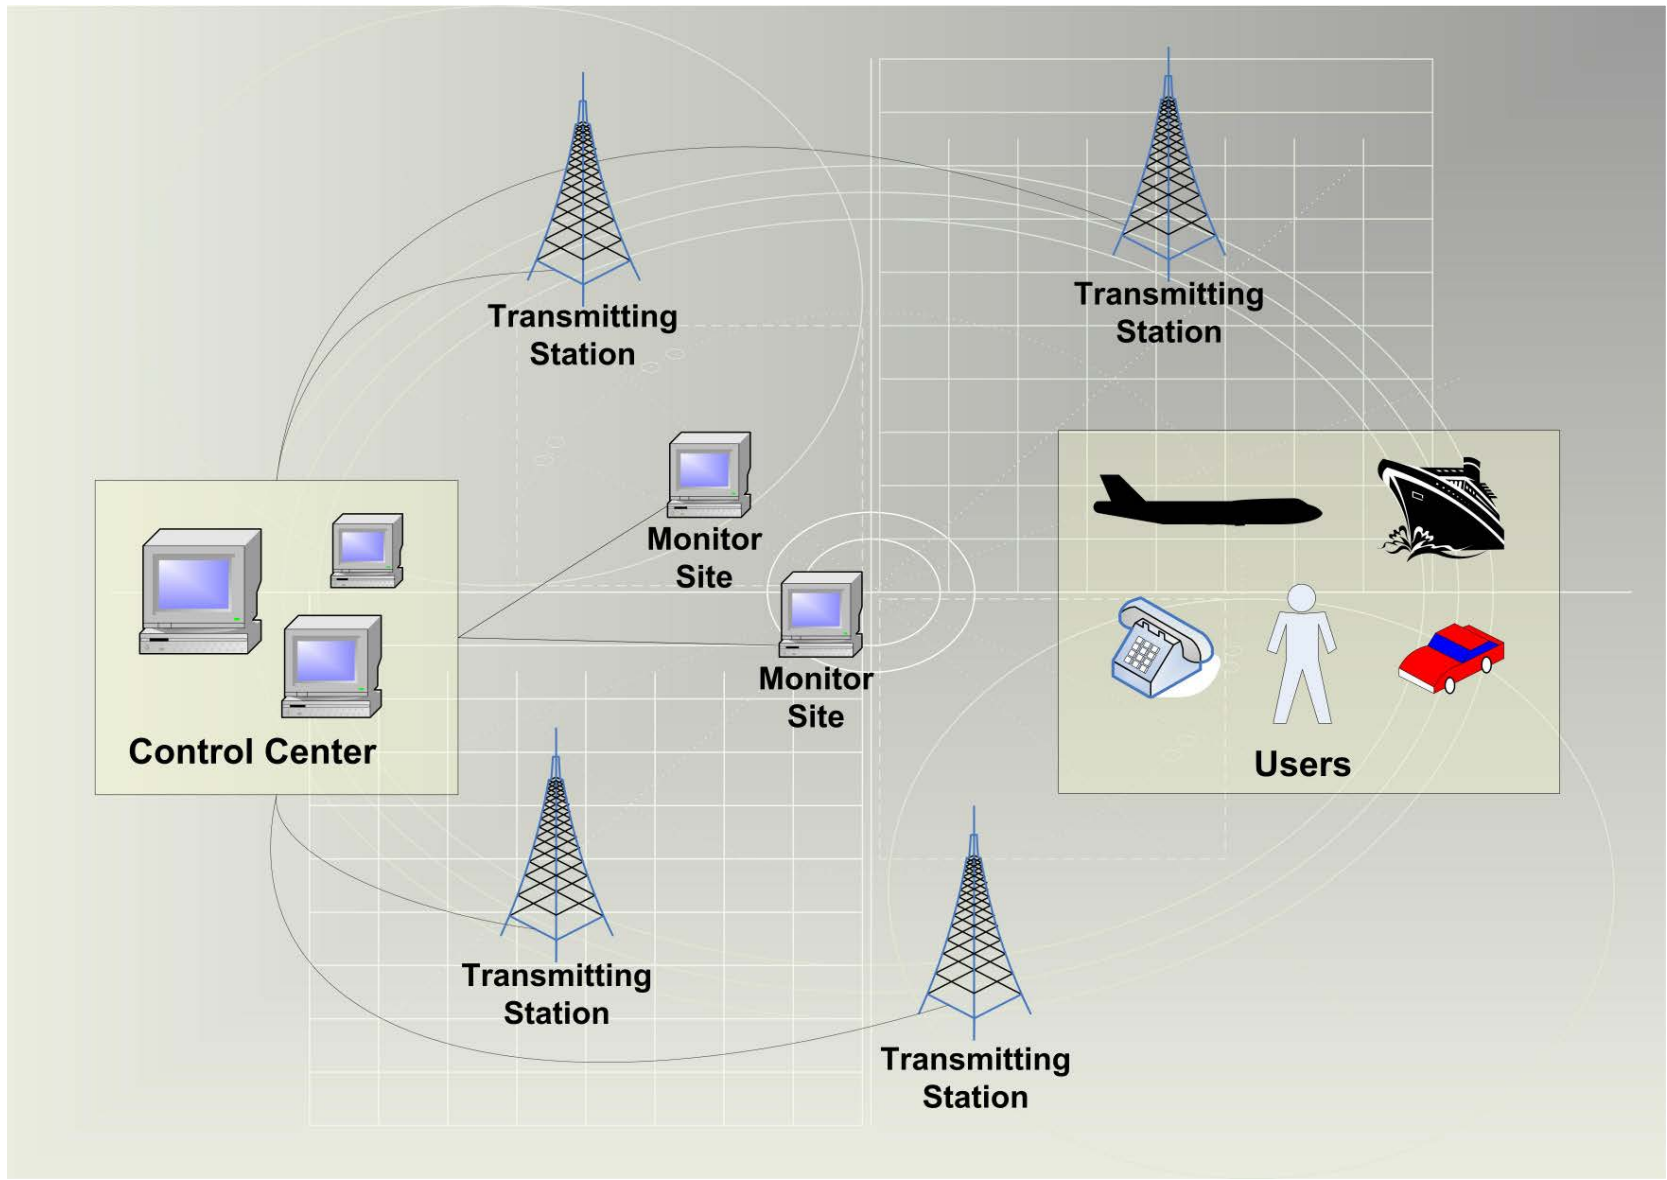 Transmitting
Station
Transmitting
Station
Monitor
Site
Monitor
Site
Control Center
Users
Transmitting
Station
Transmitting
Station